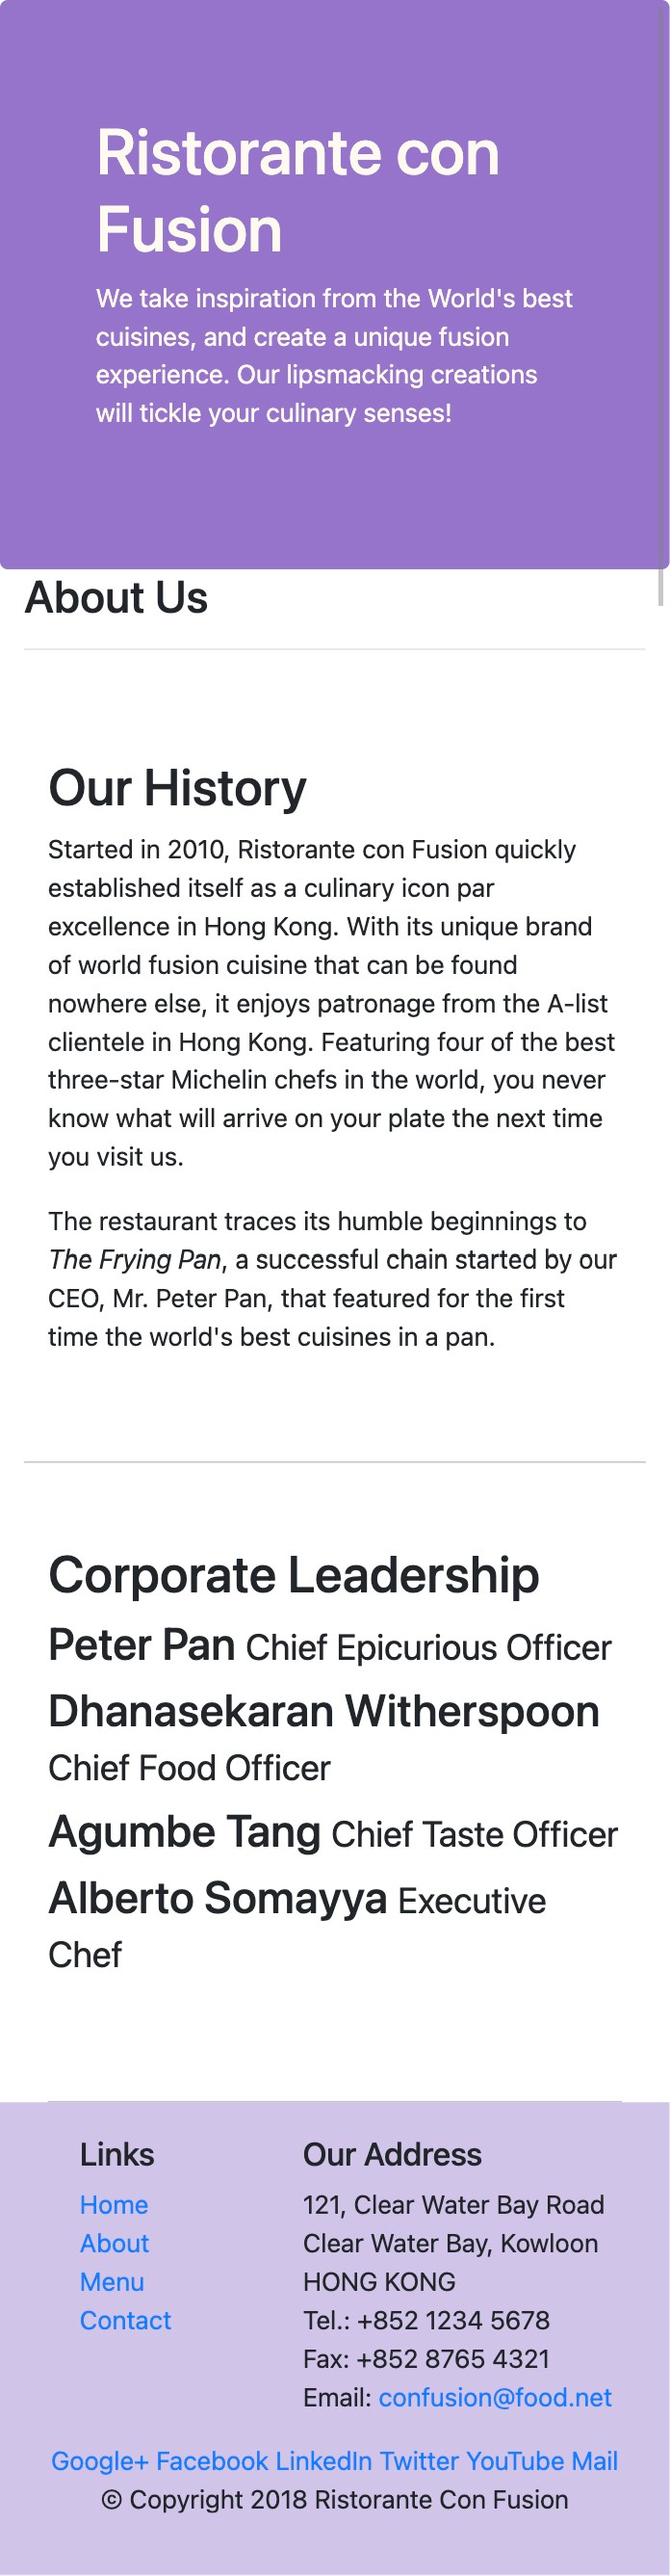 Ristorante con
Fusion
We take inspiration from the World's best
cuisines, and create a unique fusion
experience. Our lipsmacking creations
will tickle your culinary senses!
About Us
Our History
Started in 2010, Ristorante con Fusion quickly
established itself as a culinary icon par
excellence in Hong Kong. With its unique brand
of world fusion cuisine that can be found
nowhere else, it enjoys patronage from the A-list
clientele in Hong Kong. Featuring four of the best
three-star Michelin chefs in the world, you never
know what will arrive on your plate the next time
you visit us.
The restaurant traces its humble beginnings to
The Frying Pan, a successful chain started by our
CEO, Mr. Peter Pan, that featured for the first
time the world's best cuisines in a pan.
Corporate Leadership
Peter Pan Chief Epicurious Officer
Dhanasekaran Witherspoon
Chief Food Officer
Agumbe Tang Chief Taste Officer
Alberto Somayya Executive
Chef
Links
Home
About
Menu
Contact
Our Address
121, Clear Water Bay Road
Clear Water Bay, Kowloon
HONG KONG
Tel.: +852 1234 5678
Fax: +852 8765 4321
Email: confusion@food.net
Google+ Facebook LinkedIn Twitter YouTube Mail
© Copyright 2018 Ristorante Con Fusion